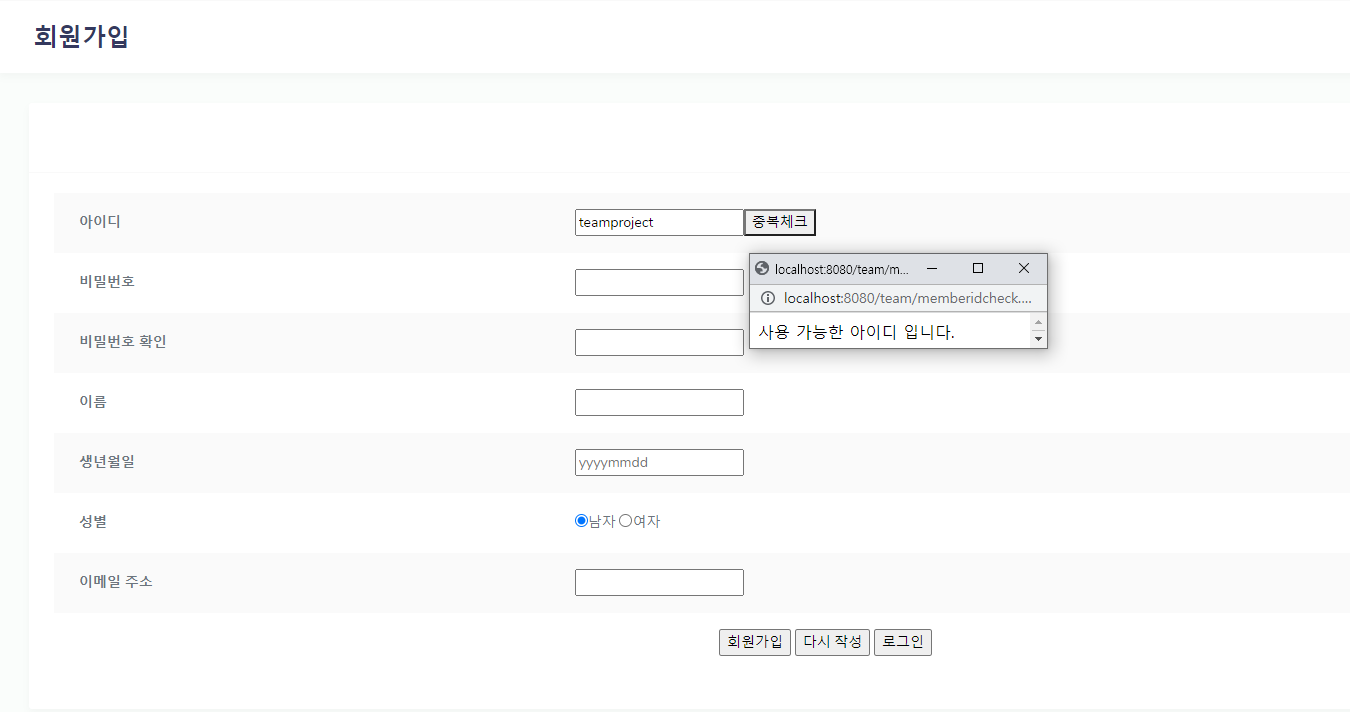 회원가입
아이디 teamproject 중복체크
localhost:8080/team/m...
비밀번호
localhost:8080/team/memberidcheck....
사용 가능한 아이디 입니다.
비밀번호 확인
이름
생년월일 yyyymmdd
성별 남자 여자
이메일 주소
회원가입 다시 작성 로그인